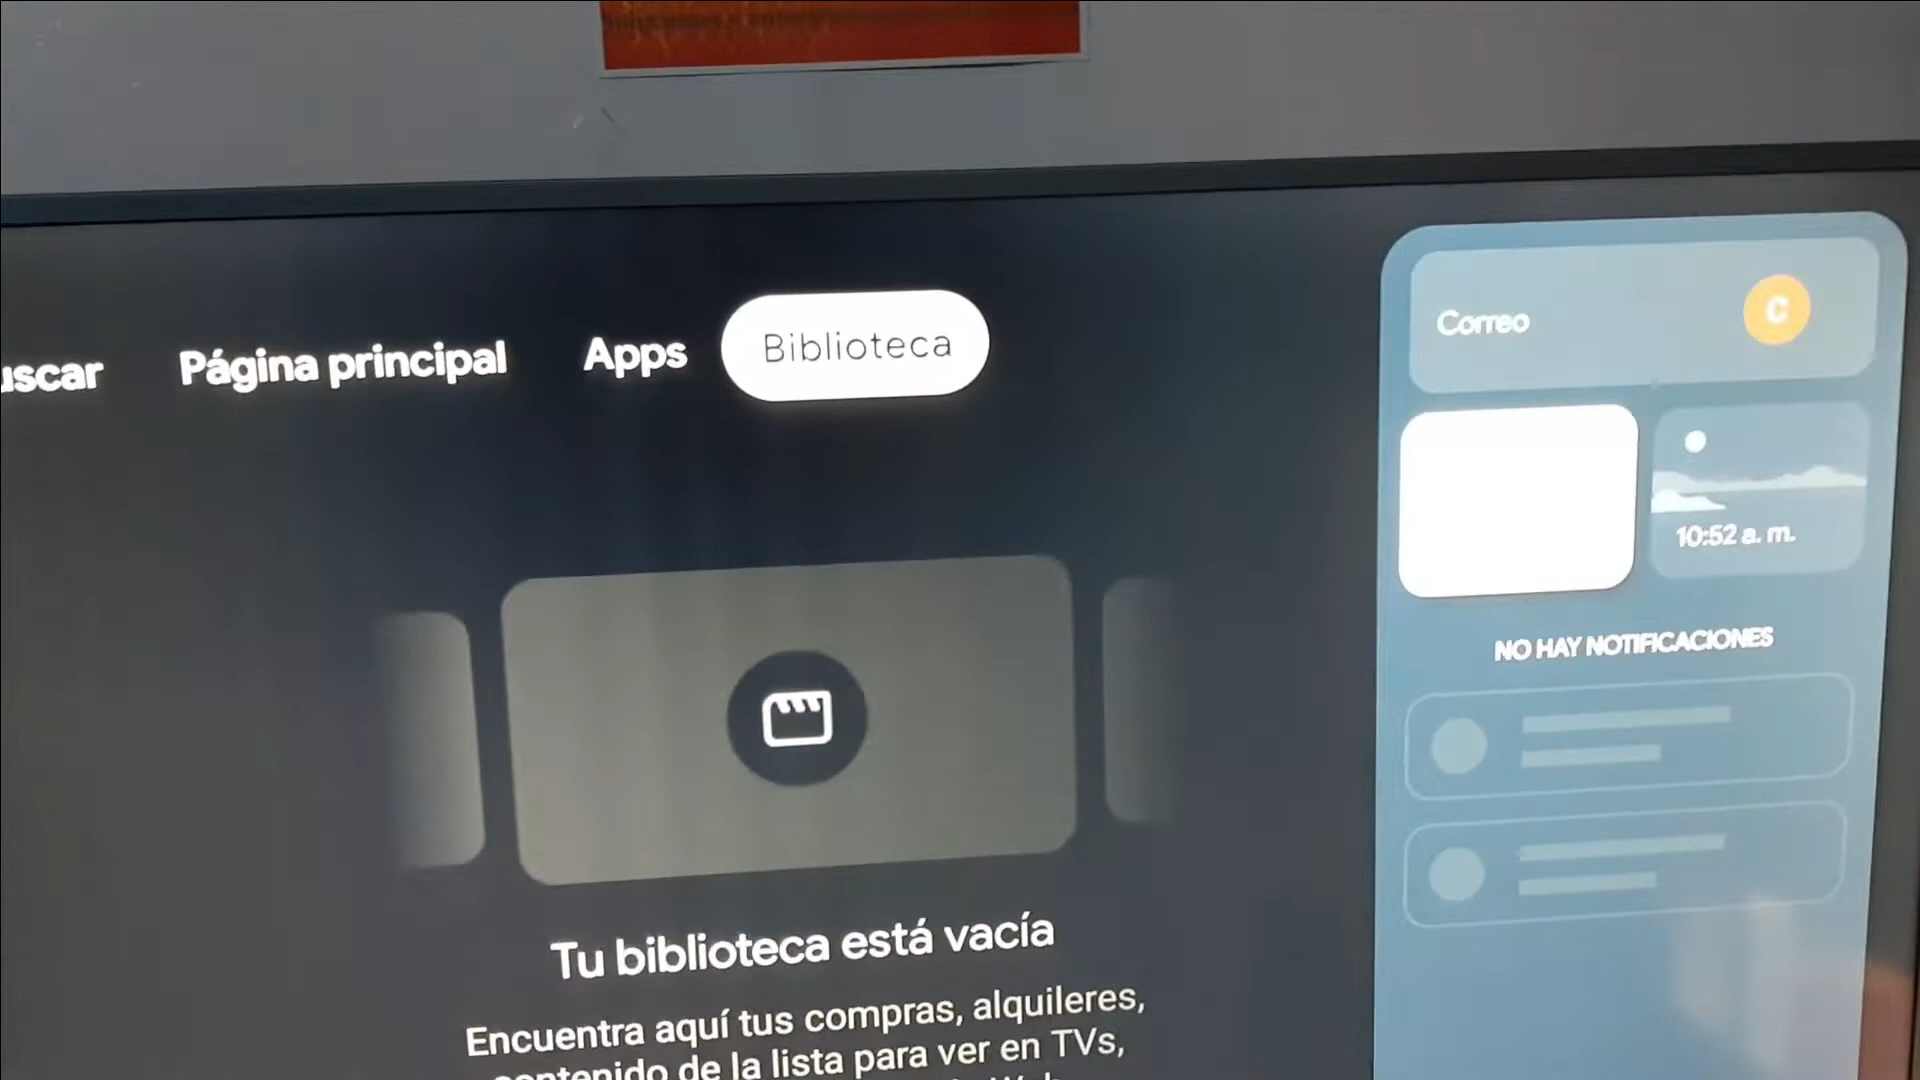 uscar Página principal Apps Biblioteca
Correo
C
10:52 a. m.
NO HAY NOTIFICACIONES
Tu biblioteca está vacía
Encuentra aquí tus compras, alquileres,
contenido de la lista para ver en TVs,